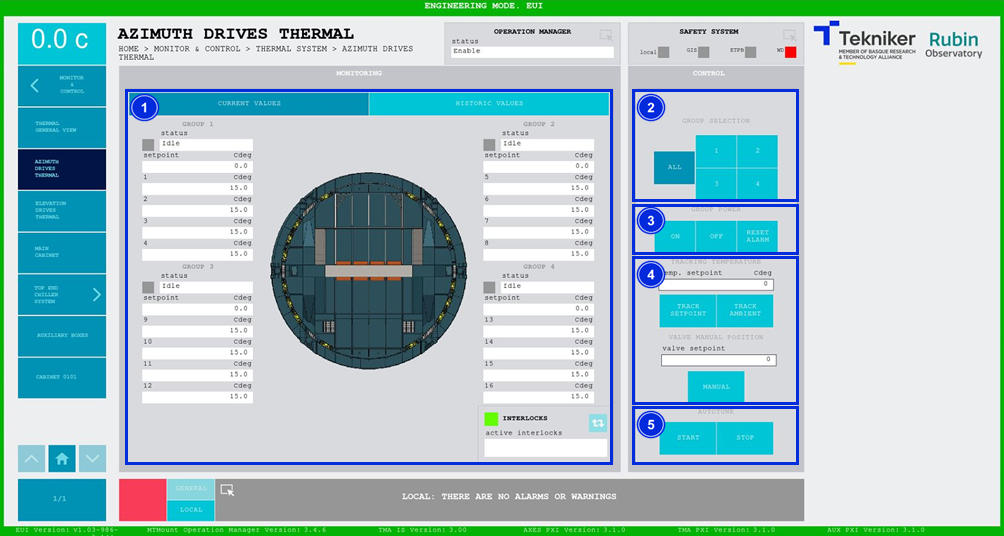 ENGINEERING MODE. EUI
0.0 c
AZIMUTH DRIVES THERMAL
HOME > MONITOR & CONTROL > THERMAL SYSTEM > AZIMUTH DRIVES
THERMAL
OPERATION MANAGER
status
Enable
SAFETY SYSTEM
local
GIS
ETPB
WD
Tekniker
MEMBER OF BASQUE RESEARCH
& TECHNOLOGY ALLIANCE
Rubin
Observatory
MONITOR
&
CONTROL
THERMAL
GENERAL VIEW
AZIMUTH
DRIVES
THERMAL
ELEVATION
DRIVES
THERMAL
MAIN
CABINET
TOP END
CHILLER
SYSTEM
AUXILIARY BOXES
CABINET 0101
1/1
MONITORING
1
CURRENT VALUES
HISTORIC VALUES
GROUP 1
status
Idle
setpoint Cdeg
0.0
1 Cdeg
15.0
2 Cdeg
15.0
3 Cdeg
15.0
4 Cdeg
15.0
GROUP 2
status
Idle
setpoint Cdeg
0.0
5 Cdeg
15.0
6 Cdeg
15.0
7 Cdeg
15.0
8 Cdeg
15.0
GROUP 3
status
Idle
setpoint Cdeg
0.0
9 Cdeg
15.0
10 Cdeg
15.0
11 Cdeg
15.0
12 Cdeg
15.0
GROUP 4
status
Idle
setpoint Cdeg
0.0
13 Cdeg
15.0
14 Cdeg
15.0
15 Cdeg
15.0
16 Cdeg
15.0
INTERLOCKS
active interlocks
CONTROL
2
GROUP SELECTION
ALL
1
2
3
4
3
GROUP POWER
ON
OFF
RESET
ALARM
4
TRACKING TEMPERATURE
temp. setpoint Cdeg
0
TRACK
SETPOINT
TRACK
AMBIENT
VALVE MANUAL POSITION
valve setpoint
0
MANUAL
5
AUTOTUNE
START
STOP
GENERAL
LOCAL
LOCAL: THERE ARE NO ALARMS OR WARNINGS
EUI Version: v1.03-986-
MTMount Operation Manager Version: 3.4.6
TMA IS Version: 3.00
AXES PXI Version: 3.1.0
TMA PXI Version: 3.1.0
AUX PXI Version: 3.1.0